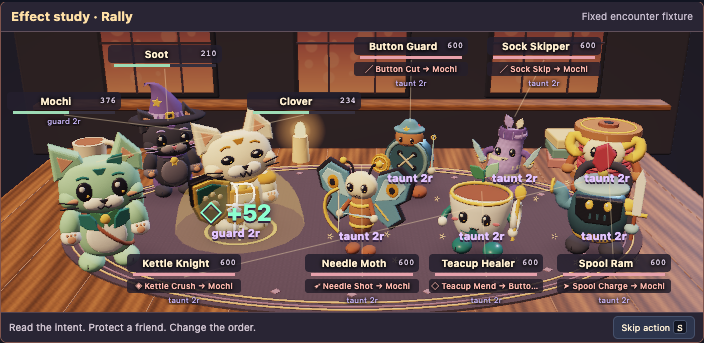 Effect study · Rally
Fixed encounter fixture
Soot 210
Button Guard 600
Button Cut → Mochi
taunt 2r
Sock Skipper 600
Sock Skip → Mochi
taunt 2r
Mochi 376
guard 2r
Clover 234
taunt 2r
taunt 2r
taunt 2r
+52
guard 2r
taunt 2r
taunt 2r
taunt 2r
Kettle Knight 600
Kettle Crush → Mochi
taunt 2r
Needle Moth 600
Needle Shot → Mochi
taunt 2r
Teacup Healer 600
Teacup Mend → Butto...
taunt 2r
Spool Ram 600
Spool Charge → Mochi
taunt 2r
Read the intent. Protect a friend. Change the order.
Skip action S